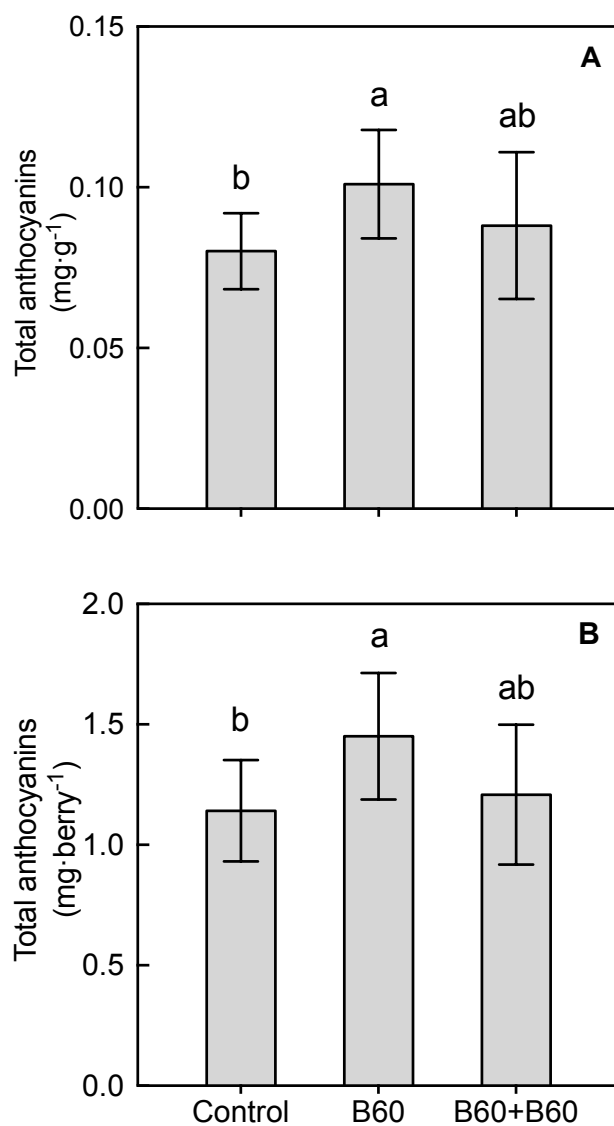 A
Total anthocyanins
(mg·g⁻¹)
0.15
0.10
0.05
0.00
b
a
ab
B
Total anthocyanins
(mg·berry⁻¹)
2.0
1.5
1.0
0.5
0.0
b
a
ab
Control B60 B60+B60